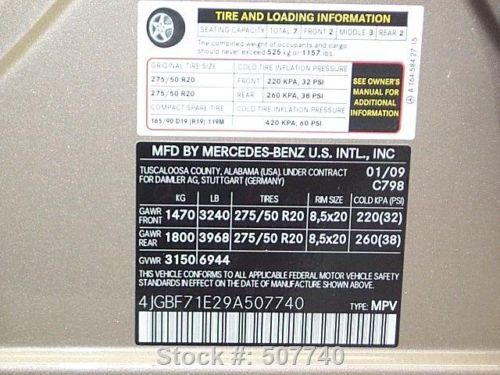 TIRE AND LOADING INFORMATION
SEATING CAPACITY TOTAL 7 FRONT 2 MIDDLE 3 REAR 2
The combined weight of occupants and cargo
should never exceed 525 kg or 1157 lbs.
ORIGINAL TIRE SIZE COLD TIRE INFLATION PRESSURE
275/50 R20 FRONT 220 KPA, 32 PSI
275/50 R20 REAR 260 KPA, 38 PSI
COMPACT SPARE TIRE COLD TIRE INFLATION PRESSURE
165/90 D19 (R19) 119M 420 KPA, 60 PSI
SEE OWNER'S
MANUAL FOR
ADDITIONAL
INFORMATION
A 164 584 27 15
MFD BY MERCEDES-BENZ U.S. INTL., INC
TUSCALOOSA COUNTY, ALABAMA (USA). UNDER CONTRACT
FOR DAIMLER AG, STUTTGART (GERMANY)
01/09
C798
KG LB TIRES RIM SIZE COLD KPA (PSI)
GAWR FRONT 1470 3240 275/50 R20 8,5x20 220(32)
GAWR REAR 1800 3968 275/50 R20 8,5x20 260(38)
GVWR 3150 6944
THIS VEHICLE CONFORMS TO ALL APPLICABLE FEDERAL MOTOR VEHICLE SAFETY
STANDARDS IN EFFECT ON THE DATE OF MANUFACTURE SHOWN ABOVE.
4JGBF71E29A507740 TYPE: MPV
Stock #: 507740